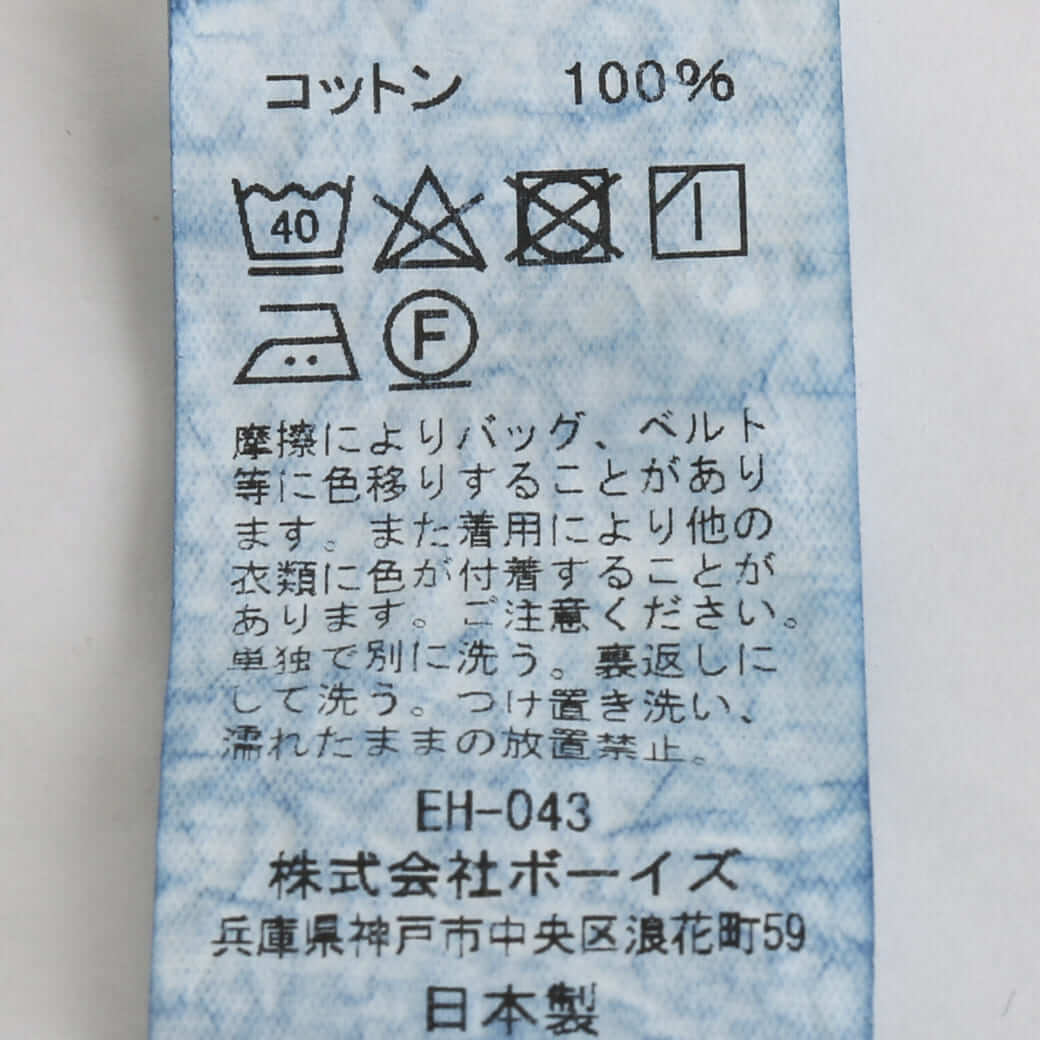 コットン 100%
40
F
摩擦によりバッグ、ベルト
等に色移りすることがあり
ます。また着用により他の
衣類に色が付着することが
あります。ご注意ください。
単独で別に洗う。裏返しに
して洗う。つけ置き洗い、
濡れたままの放置禁止。
EH-043
株式会社ボーイズ
兵庫県神戸市中央区浪花町59
日本製